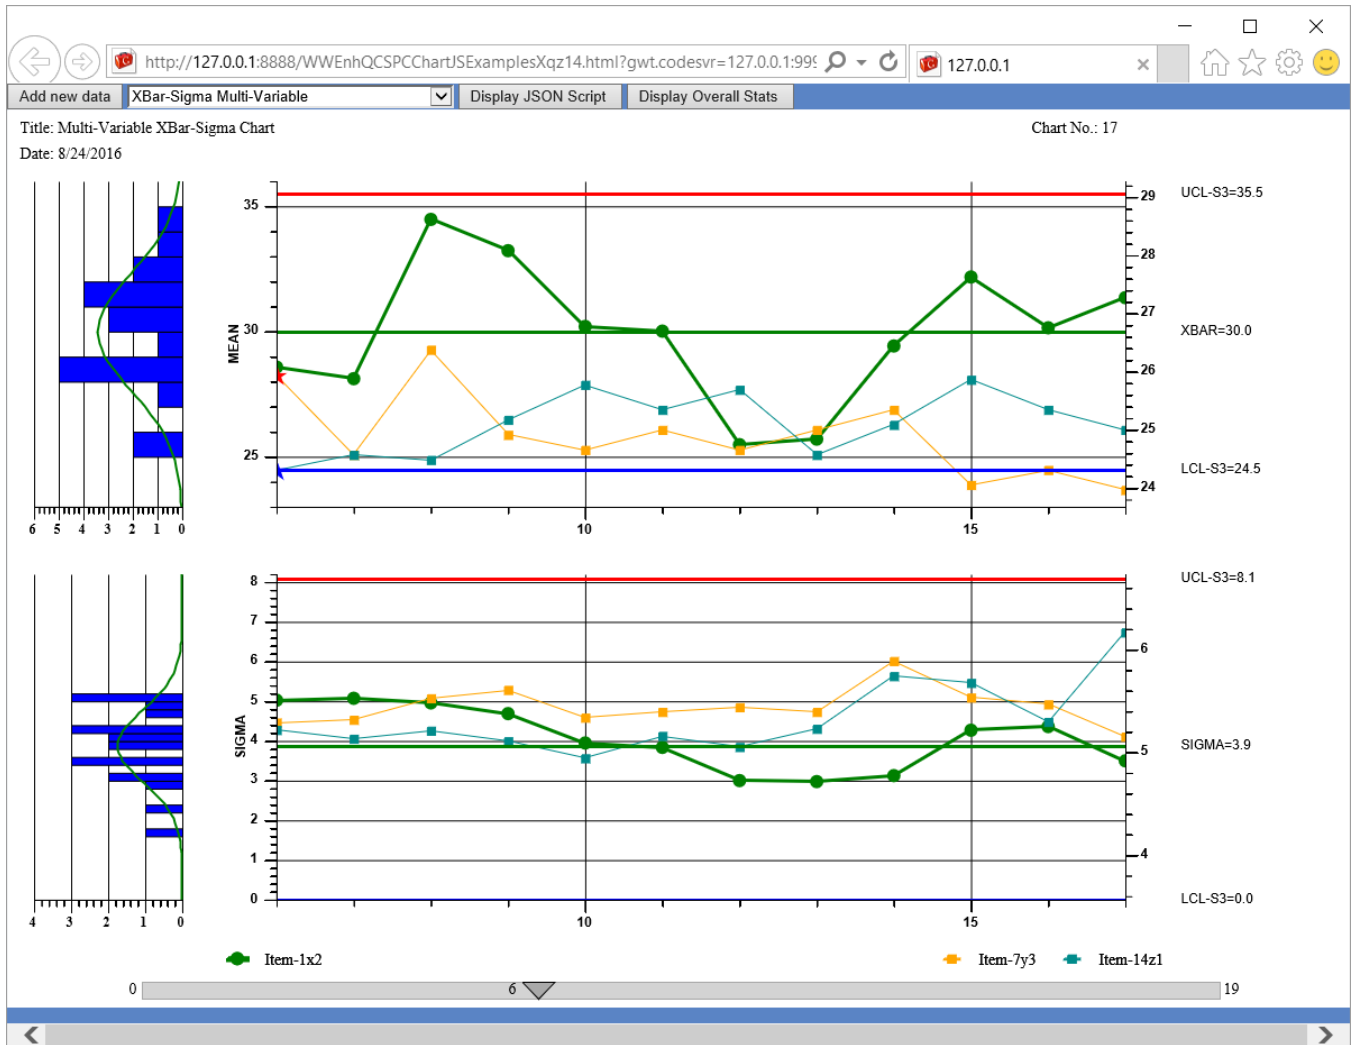 http://127.0.0.1:8888/WWEnhQCSPCChartJSExamplesXqz14.html?gwt.codesvr=127.0.0.1:999
127.0.0.1
Add new data XBar-Sigma Multi-Variable Display JSON Script Display Overall Stats
Title: Multi-Variable XBar-Sigma Chart Chart No.: 17
Date: 8/24/2016
MEAN
35
30
25
29
28
27
26
25
24
UCL-S3=35.5
XBAR=30.0
LCL-S3=24.5
6 5 4 3 2 1 0 10 15
SIGMA
8
7
6
5
4
3
2
1
0
6
5
4
UCL-S3=8.1
SIGMA=3.9
LCL-S3=0.0
4 3 2 1 0 10 15
Item-1x2 Item-7y3 Item-14z1
0 6 19